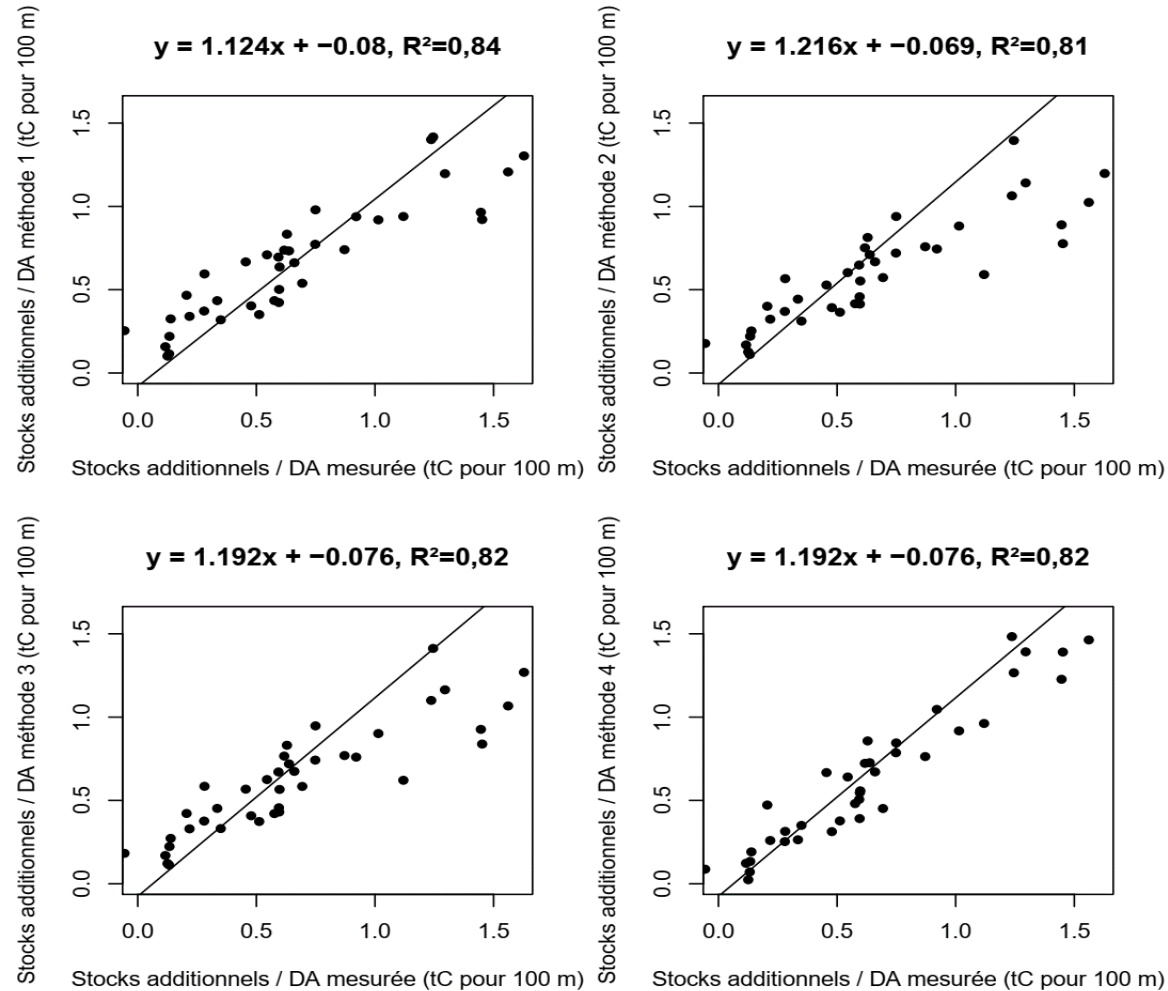 y = 1.124x + −0.08, R²=0,84
Stocks additionnels / DA méthode 1 (tC pour 100 m)
1.5
1.0
0.5
0.0
0.0 0.5 1.0 1.5
Stocks additionnels / DA mesurée (tC pour 100 m)
y = 1.216x + −0.069, R²=0,81
Stocks additionnels / DA méthode 2 (tC pour 100 m)
1.5
1.0
0.5
0.0
0.0 0.5 1.0 1.5
Stocks additionnels / DA mesurée (tC pour 100 m)
y = 1.192x + −0.076, R²=0,82
Stocks additionnels / DA méthode 3 (tC pour 100 m)
1.5
1.0
0.5
0.0
0.0 0.5 1.0 1.5
Stocks additionnels / DA mesurée (tC pour 100 m)
y = 1.192x + −0.076, R²=0,82
Stocks additionnels / DA méthode 4 (tC pour 100 m)
1.5
1.0
0.5
0.0
0.0 0.5 1.0 1.5
Stocks additionnels / DA mesurée (tC pour 100 m)